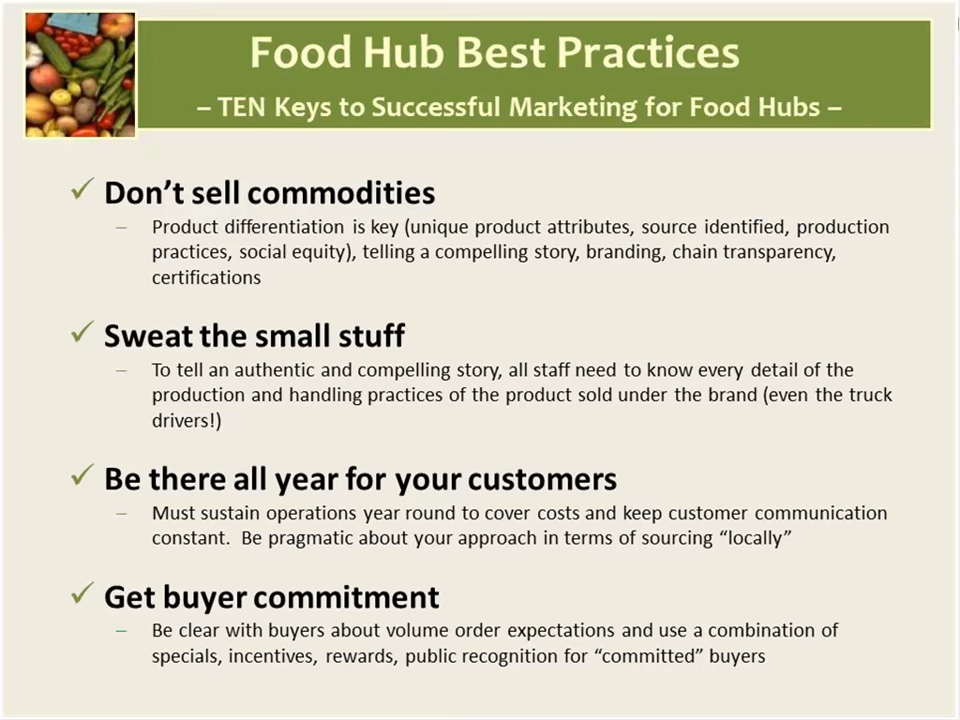 Food Hub Best Practices
– TEN Keys to Successful Marketing for Food Hubs –
✓ Don’t sell commodities
– Product differentiation is key (unique product attributes, source identified, production
practices, social equity), telling a compelling story, branding, chain transparency,
certifications
✓ Sweat the small stuff
– To tell an authentic and compelling story, all staff need to know every detail of the
production and handling practices of the product sold under the brand (even the truck
drivers!)
✓ Be there all year for your customers
– Must sustain operations year round to cover costs and keep customer communication
constant.  Be pragmatic about your approach in terms of sourcing “locally”
✓ Get buyer commitment
– Be clear with buyers about volume order expectations and use a combination of
specials, incentives, rewards, public recognition for “committed” buyers